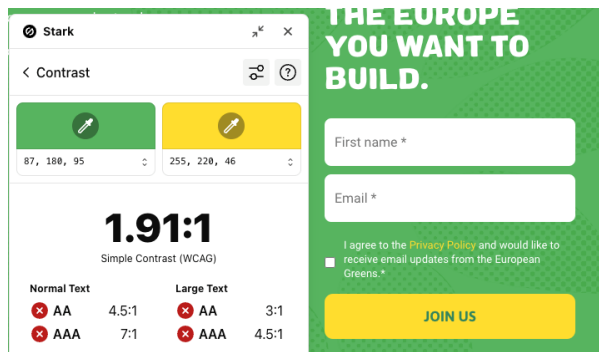 Stark
Contrast
87, 180, 95
255, 220, 46
1.91:1
Simple Contrast (WCAG)
Normal Text
Large Text
AA 4.5:1
AA 3:1
AAA 7:1
AAA 4.5:1
THE EUROPE
YOU WANT TO
BUILD.
First name *
Email *
I agree to the Privacy Policy and would like to
receive email updates from the European
Greens.*
JOIN US